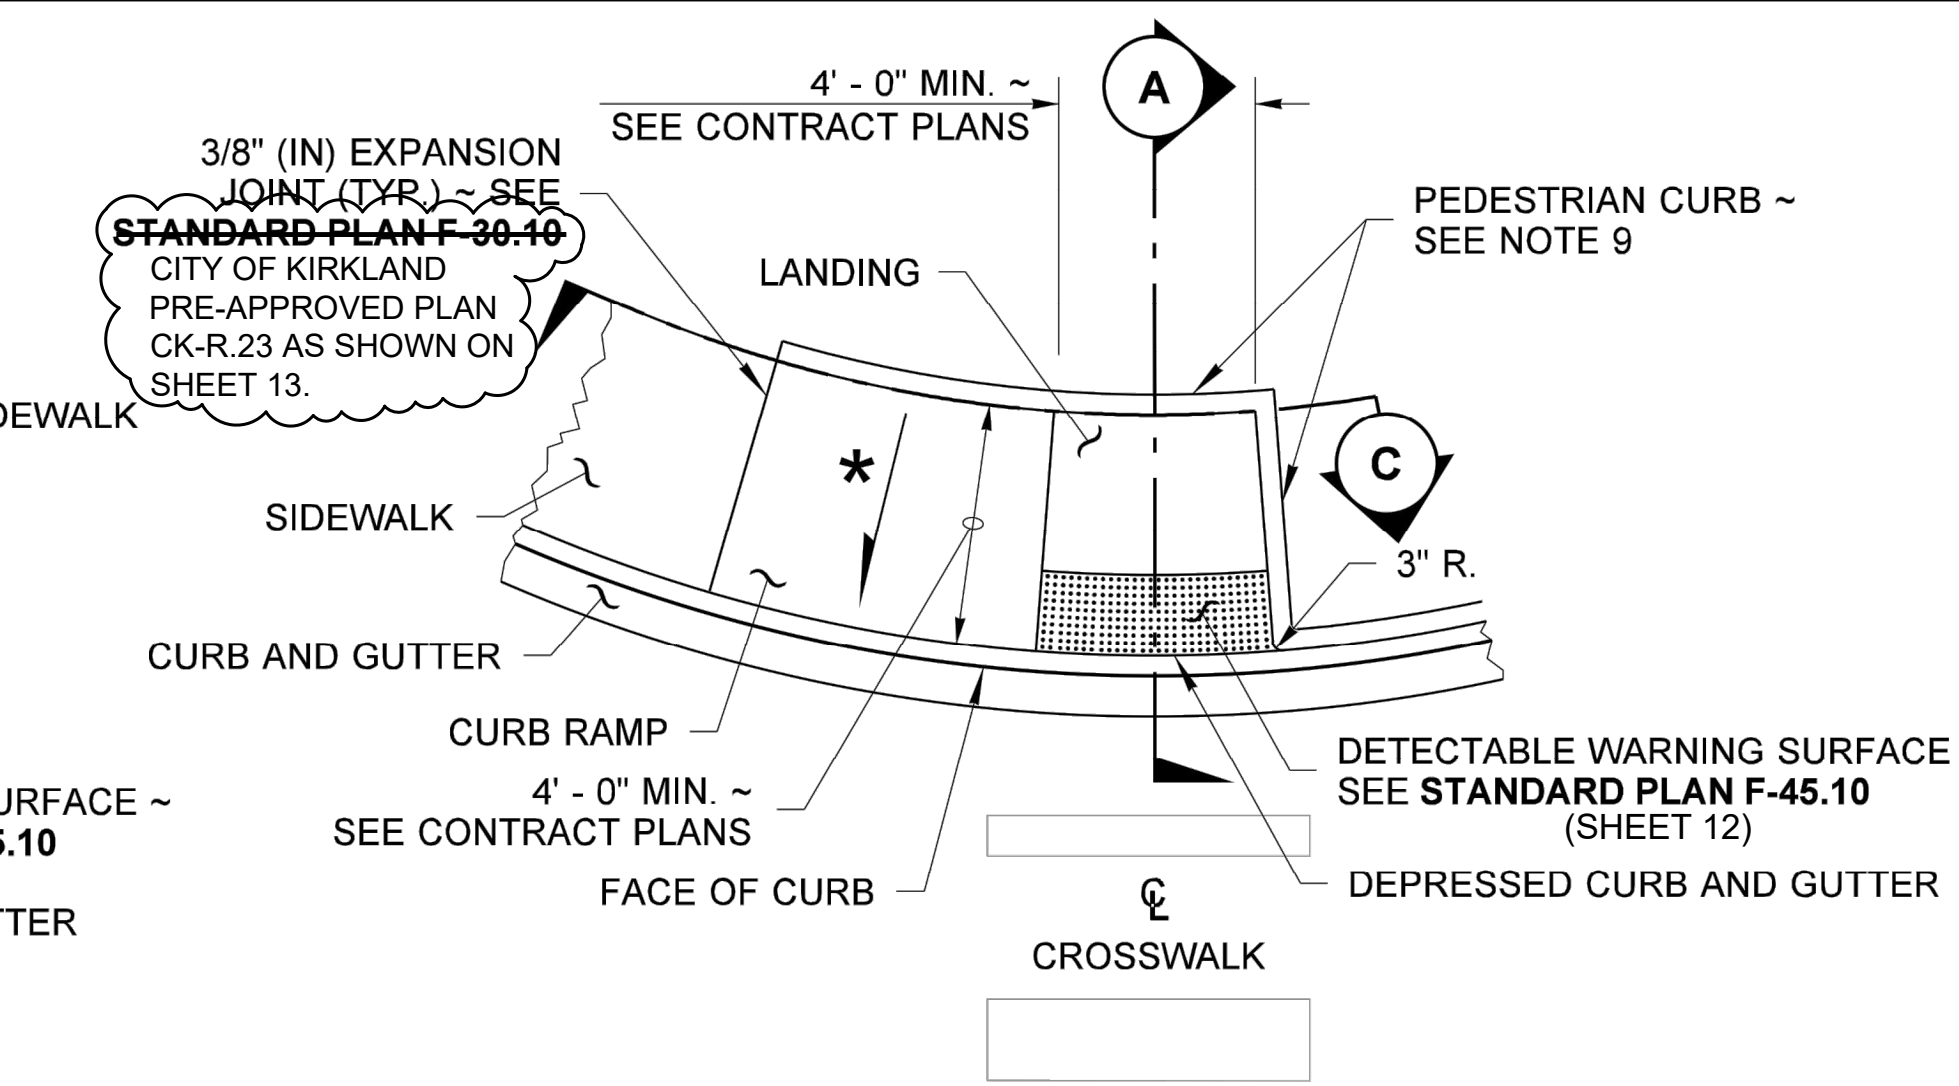 4' - 0" MIN. ~
SEE CONTRACT PLANS
A
3/8" (IN) EXPANSION
JOINT (TYP.) ~ SEE
STANDARD PLAN F-30.10
CITY OF KIRKLAND
PRE-APPROVED PLAN
CK-R.23 AS SHOWN ON
SHEET 13.
PEDESTRIAN CURB ~
SEE NOTE 9
LANDING
DEWALK
*
C
SIDEWALK
3" R.
CURB AND GUTTER
CURB RAMP
4' - 0" MIN. ~
SEE CONTRACT PLANS
FACE OF CURB
URFACE ~
5.10
TTER
DETECTABLE WARNING SURFACE
SEE STANDARD PLAN F-45.10
(SHEET 12)
DEPRESSED CURB AND GUTTER
CL
CROSSWALK